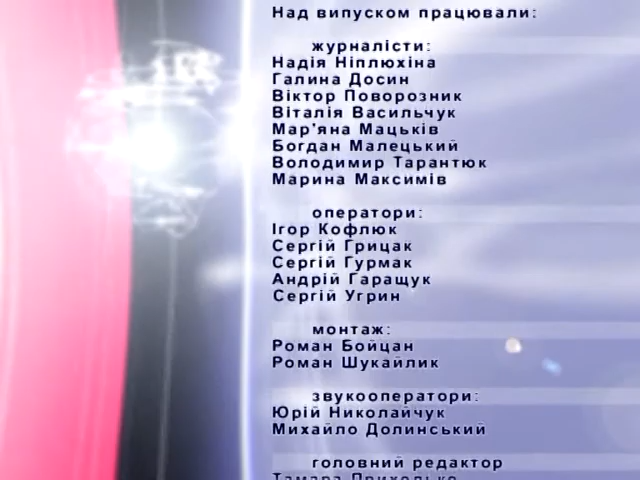 Над випуском працювали:
журналісти:
Надія Ніплюхіна
Галина Досин
Віктор Поворозник
Віталія Васильчук
Мар'яна Мацьків
Богдан Малецький
Володимир Тарантюк
Марина Максимів
оператори:
Ігор Кофлюк
Сергій Грицак
Сергій Гурмак
Андрій Гаращук
Сергій Угрин
монтаж:
Роман Бойцан
Роман Шукайлик
звукооператори:
Юрій Николайчук
Михайло Долинський
головний редактор
Тамара